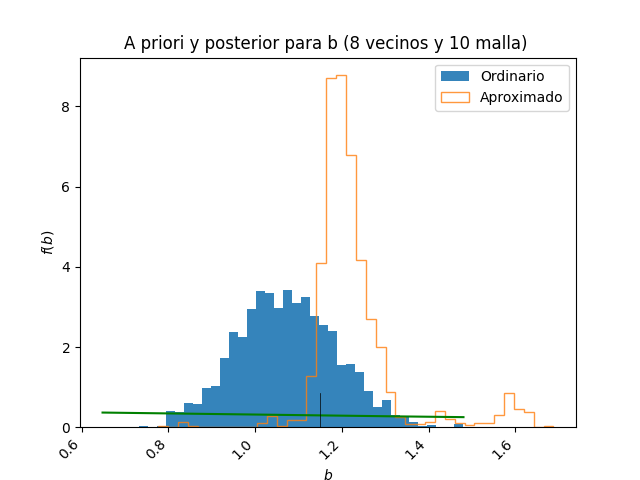 A priori y posterior para b (8 vecinos y 10 malla)
Ordinario
Aproximado
f(b)
8
6
4
2
0
0.6
0.8
1.0
1.2
1.4
1.6
b